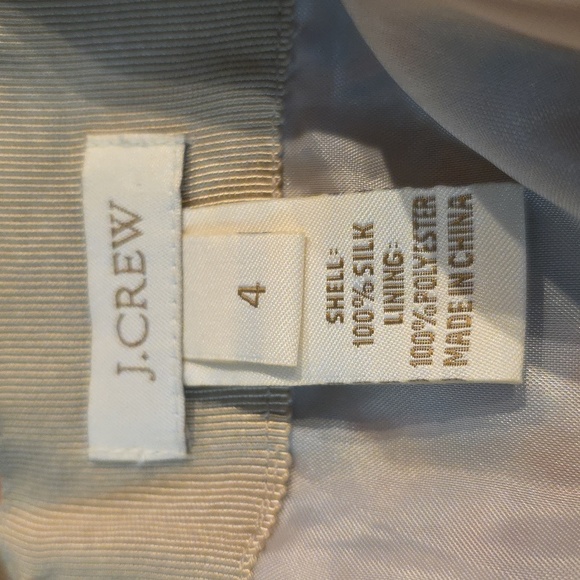 J.CREW
4
SHELL:
100% SILK
LINING:
100% POLYESTER
MADE IN CHINA